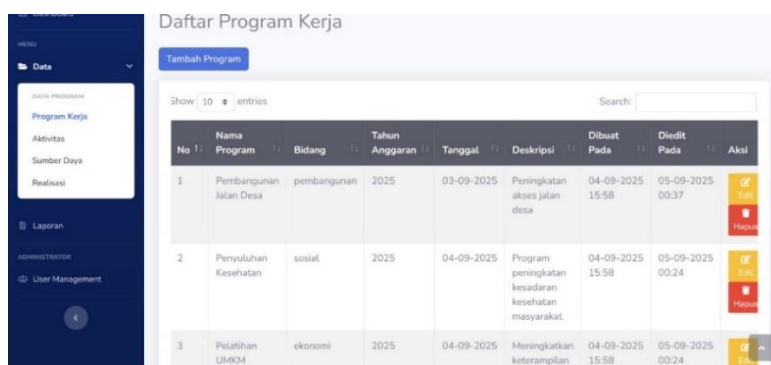 Dashboard
MENU
Data
DATA PROGRAM
Program Kerja
Aktivitas
Sumber Daya
Realisasi
Laporan
ADMINISTRATOR
User Management
Daftar Program Kerja
Tambah Program
Show 10 entries
Search:
No
Nama
Program
Bidang
Tahun
Anggaran
Tanggal
Deskripsi
Dibuat
Pada
Diedit
Pada
Aksi
1
Pembangunan
Jalan Desa
pembangunan
2025
03-09-2025
Peningkatan
akses jalan
desa
04-09-2025
15:58
05-09-2025
00:37
Edit
Hapus
2
Penyuluhan
Kesehatan
sosial
2025
04-09-2025
Program
peningkatan
kesadaran
kesehatan
masyarakat
04-09-2025
15:58
05-09-2025
00:24
Edit
Hapus
3
Pelatihan
UMKM
ekonomi
2025
04-09-2025
Meningkatkan
keterampilan
04-09-2025
15:58
05-09-2025
00:24
Edit